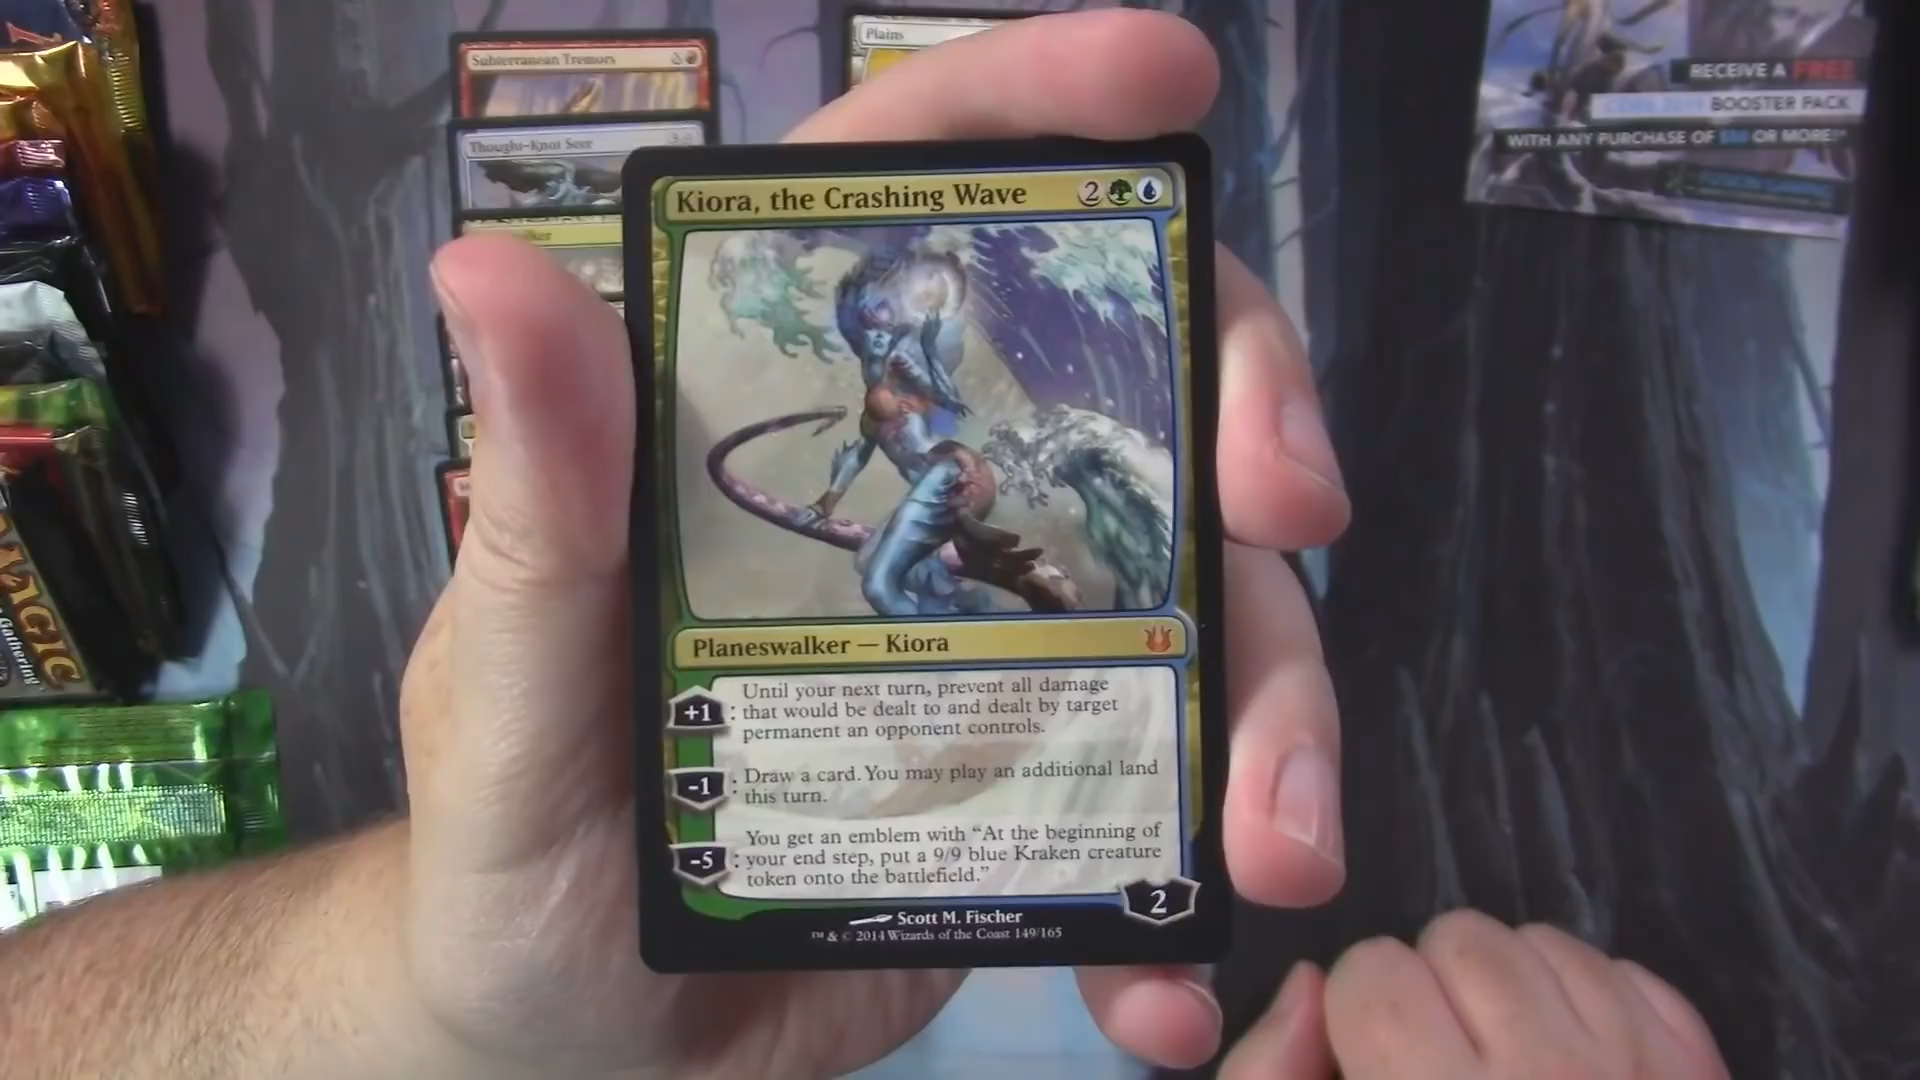 Subterranean Tremors
Plains
Thought-Knot Seer
RECEIVE A FREE
BOOSTER PACK
WITH ANY PURCHASE OF $50 OR MORE!*
Kiora, the Crashing Wave
2
Planeswalker — Kiora
+1 : Until your next turn, prevent all damage
that would be dealt to and dealt by target
permanent an opponent controls.
-1 : Draw a card. You may play an additional land
this turn.
-5 : You get an emblem with “At the beginning of
your end step, put a 9/9 blue Kraken creature
token onto the battlefield.”
2
Scott M. Fischer
™ & © 2014 Wizards of the Coast 149/165
MAGIC
Gathering